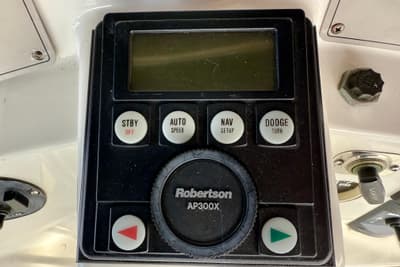 STBY
OFF
AUTO
SPEED
NAV
SETUP
DODGE
TURN
Robertson
AP300X